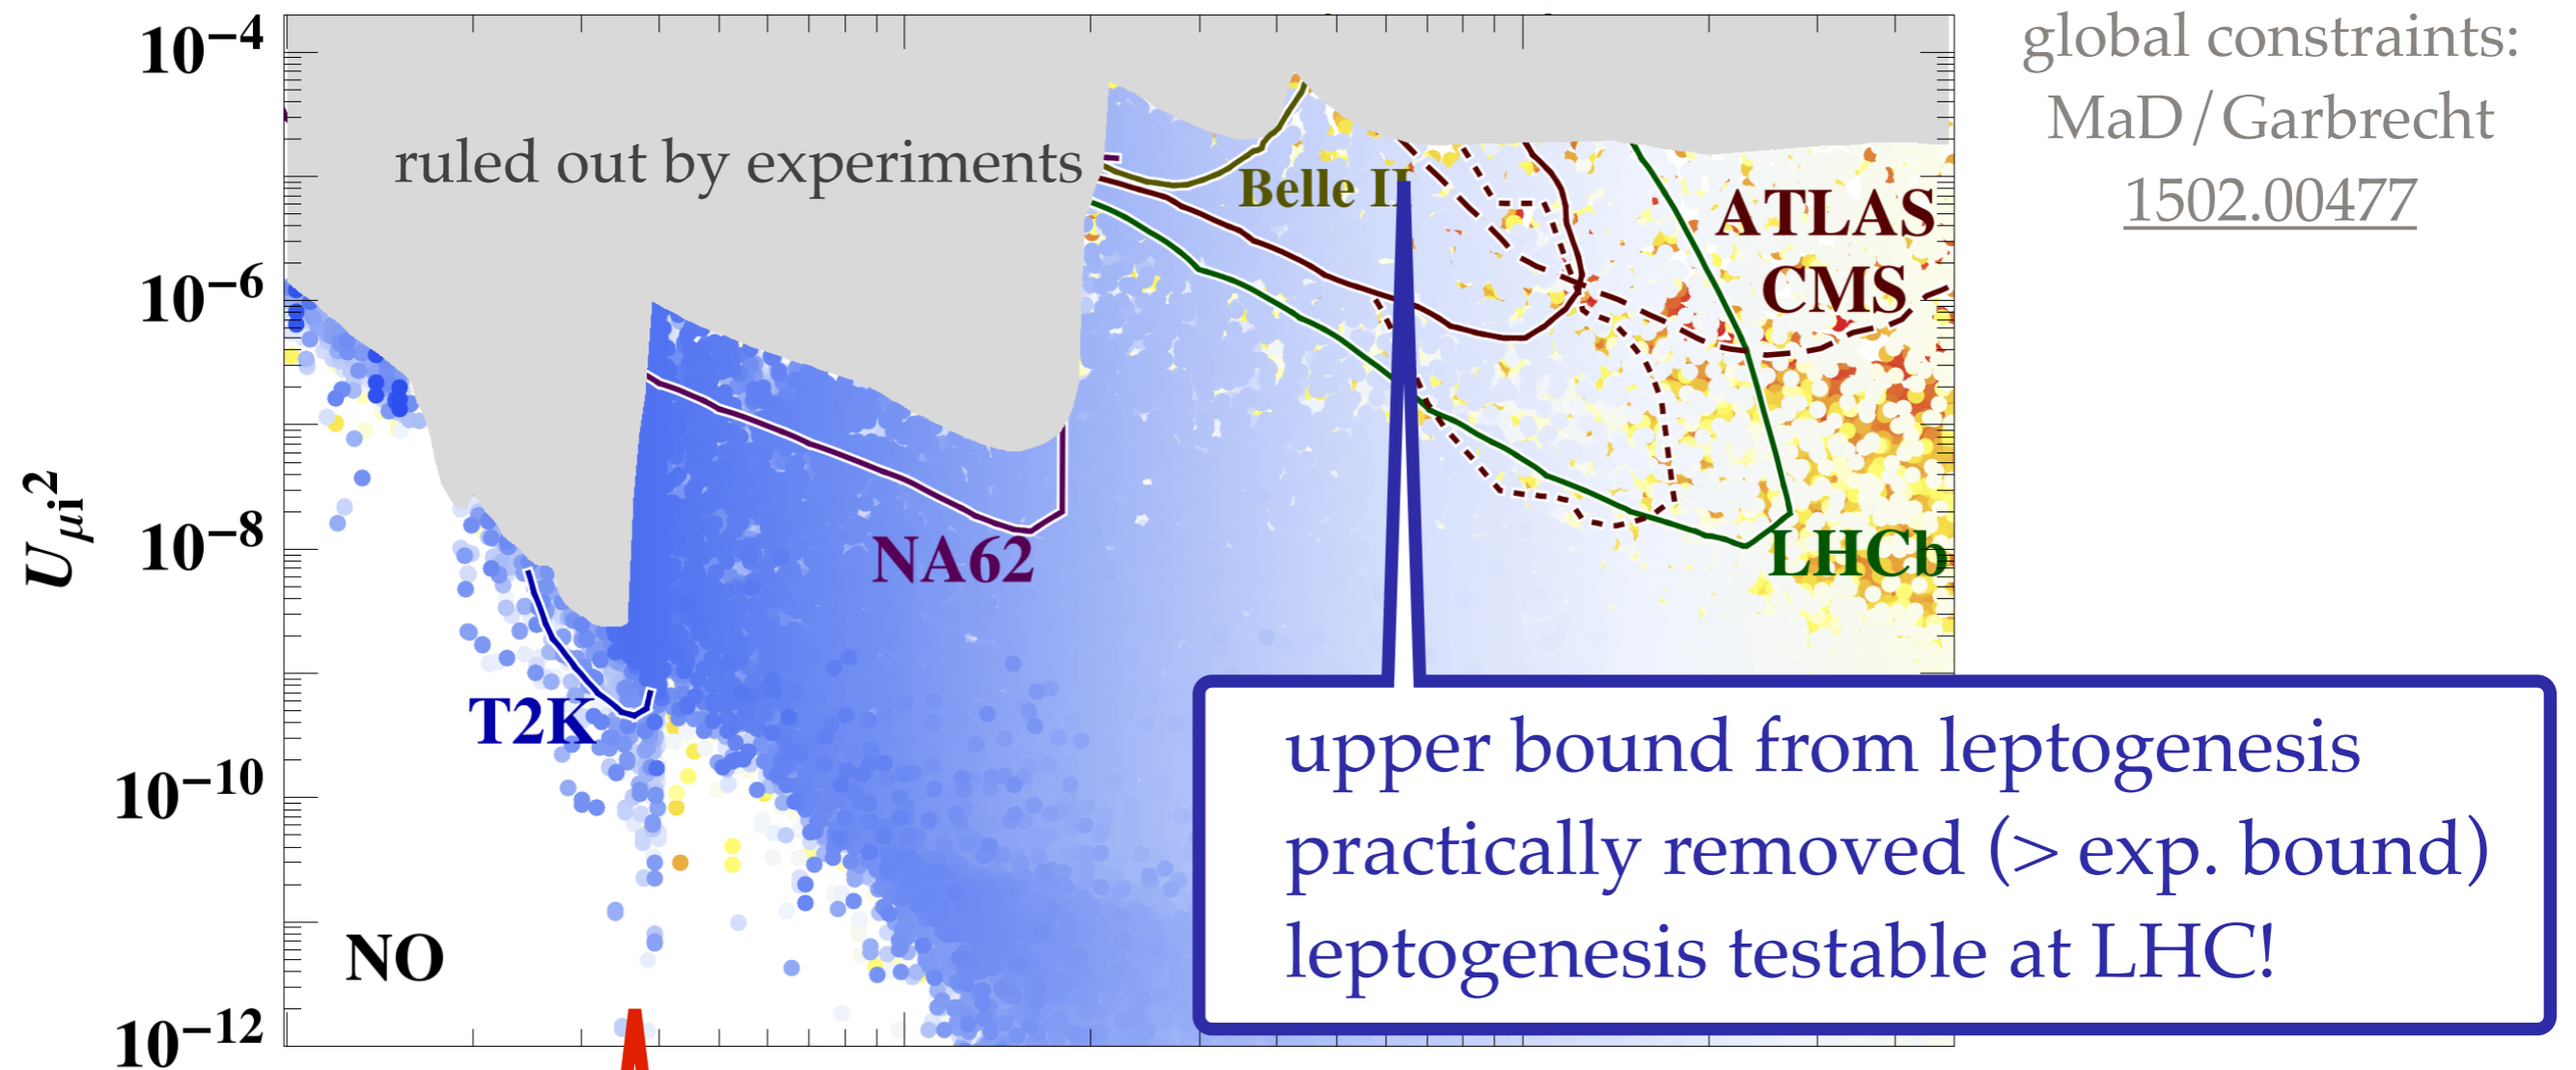 10⁻⁴
10⁻⁶
10⁻⁸
10⁻¹⁰
10⁻¹²
U_μi²
ruled out by experiments
Belle II
ATLAS
CMS
NA62
LHCb
T2K
NO
global constraints:
MaD/Garbrecht
1502.00477
upper bound from leptogenesis
practically removed (> exp. bound)
leptogenesis testable at LHC!